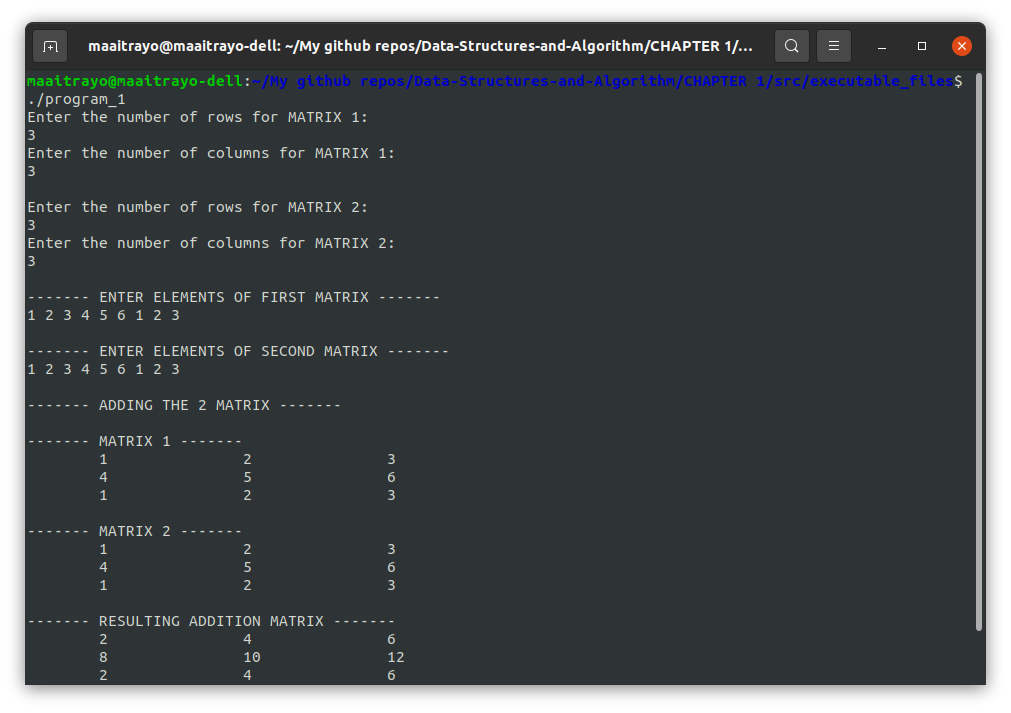 maaitrayo@maaitrayo-dell: ~/My github repos/Data-Structures-and-Algorithm/CHAPTER 1/...
maaitrayo@maaitrayo-dell:~/My github repos/Data-Structures-and-Algorithm/CHAPTER 1/src/executable_files$
./program_1
Enter the number of rows for MATRIX 1:
3
Enter the number of columns for MATRIX 1:
3
Enter the number of rows for MATRIX 2:
3
Enter the number of columns for MATRIX 2:
3
------- ENTER ELEMENTS OF FIRST MATRIX -------
1 2 3 4 5 6 1 2 3
------- ENTER ELEMENTS OF SECOND MATRIX -------
1 2 3 4 5 6 1 2 3
------- ADDING THE 2 MATRIX -------
------- MATRIX 1 -------
1 2 3
4 5 6
1 2 3
------- MATRIX 2 -------
1 2 3
4 5 6
1 2 3
------- RESULTING ADDITION MATRIX -------
2 4 6
8 10 12
2 4 6